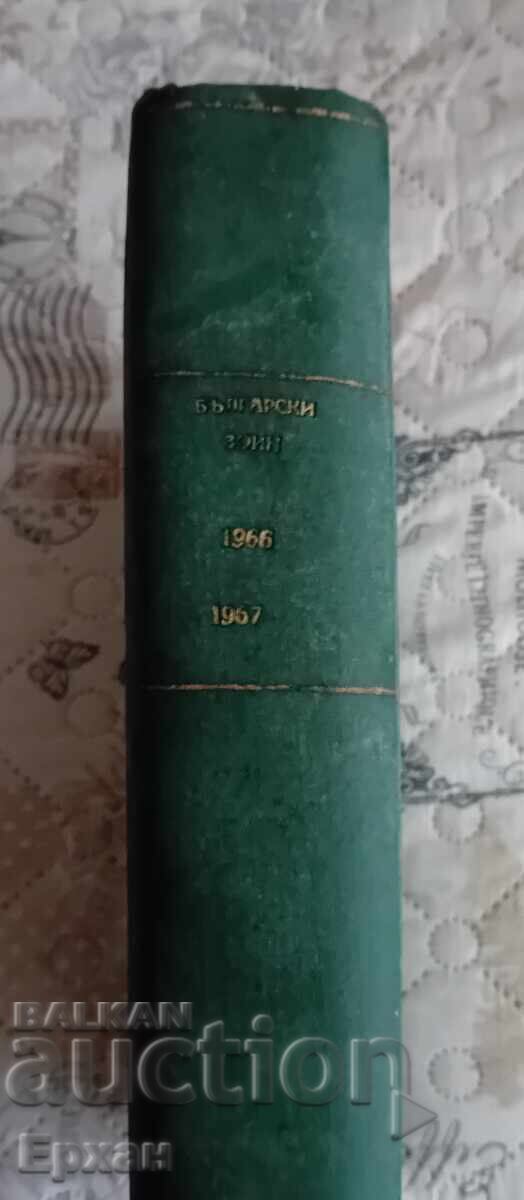 БЪЛГАРСКИ
ВОИН
1966
1967
BALKAN
auction
Ерхан